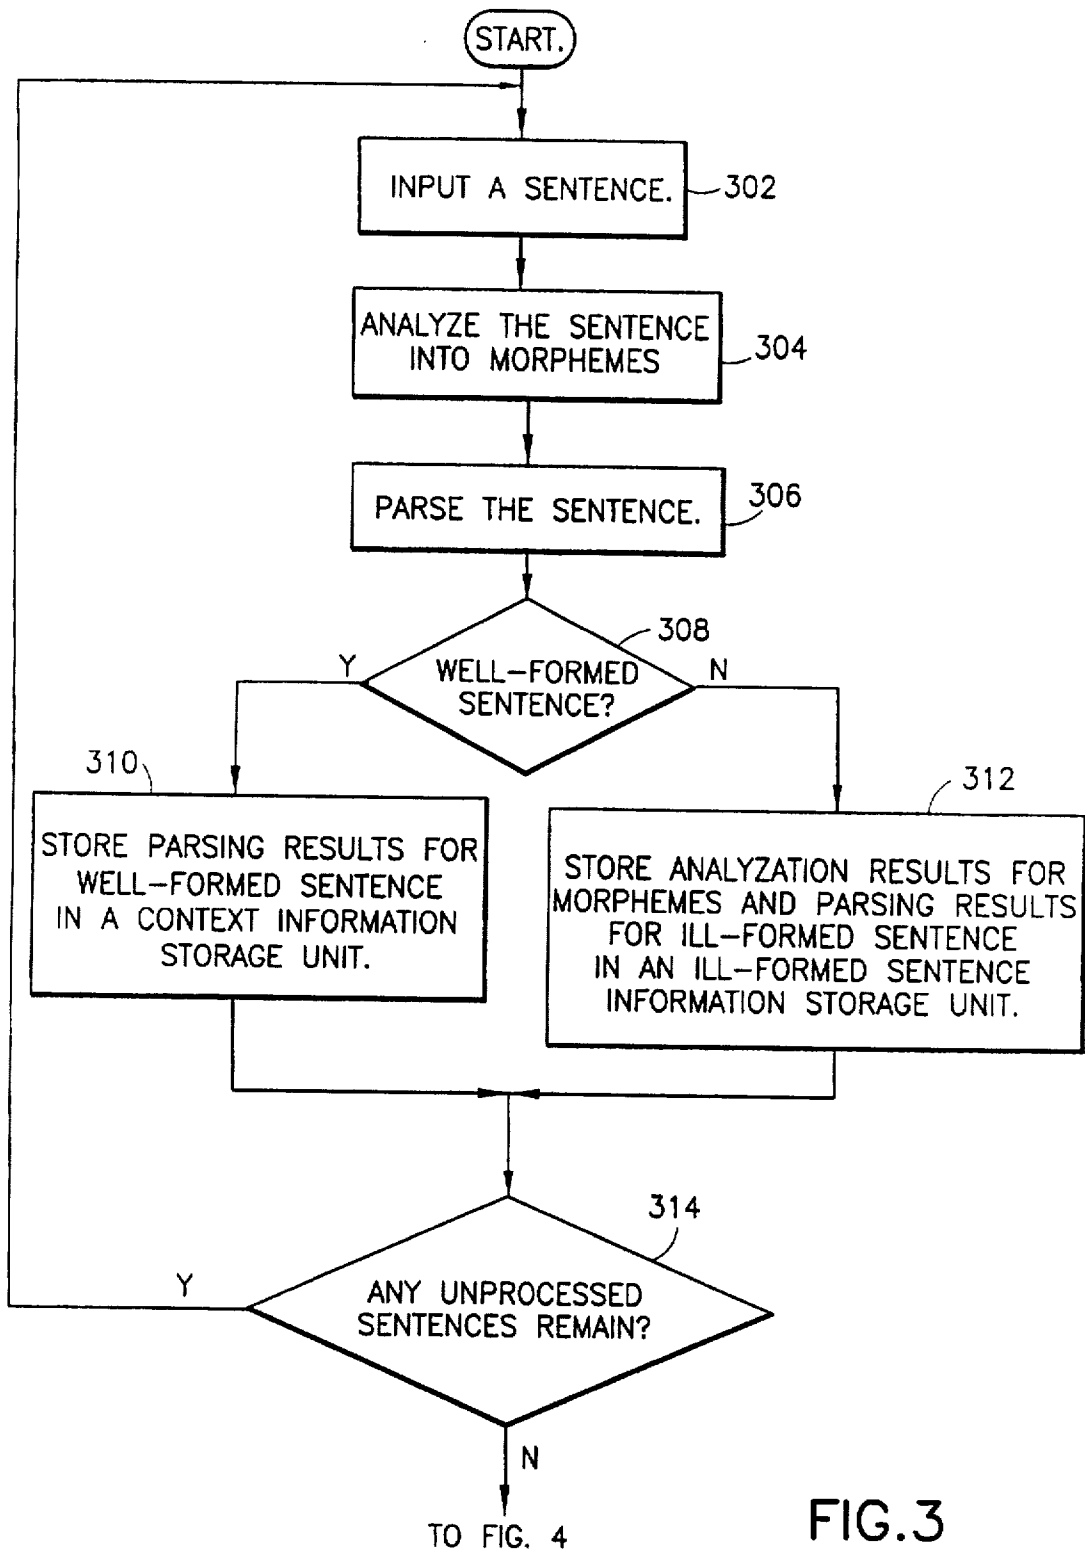 START.
INPUT A SENTENCE.
302
ANALYZE THE SENTENCE
INTO MORPHEMES
304
PARSE THE SENTENCE.
306
308
WELL-FORMED
SENTENCE?
Y
N
310
STORE PARSING RESULTS FOR
WELL-FORMED SENTENCE
IN A CONTEXT INFORMATION
STORAGE UNIT.
312
STORE ANALYZATION RESULTS FOR
MORPHEMES AND PARSING RESULTS
FOR ILL-FORMED SENTENCE
IN AN ILL-FORMED SENTENCE
INFORMATION STORAGE UNIT.
314
Y
ANY UNPROCESSED
SENTENCES REMAIN?
N
TO FIG. 4
FIG.3